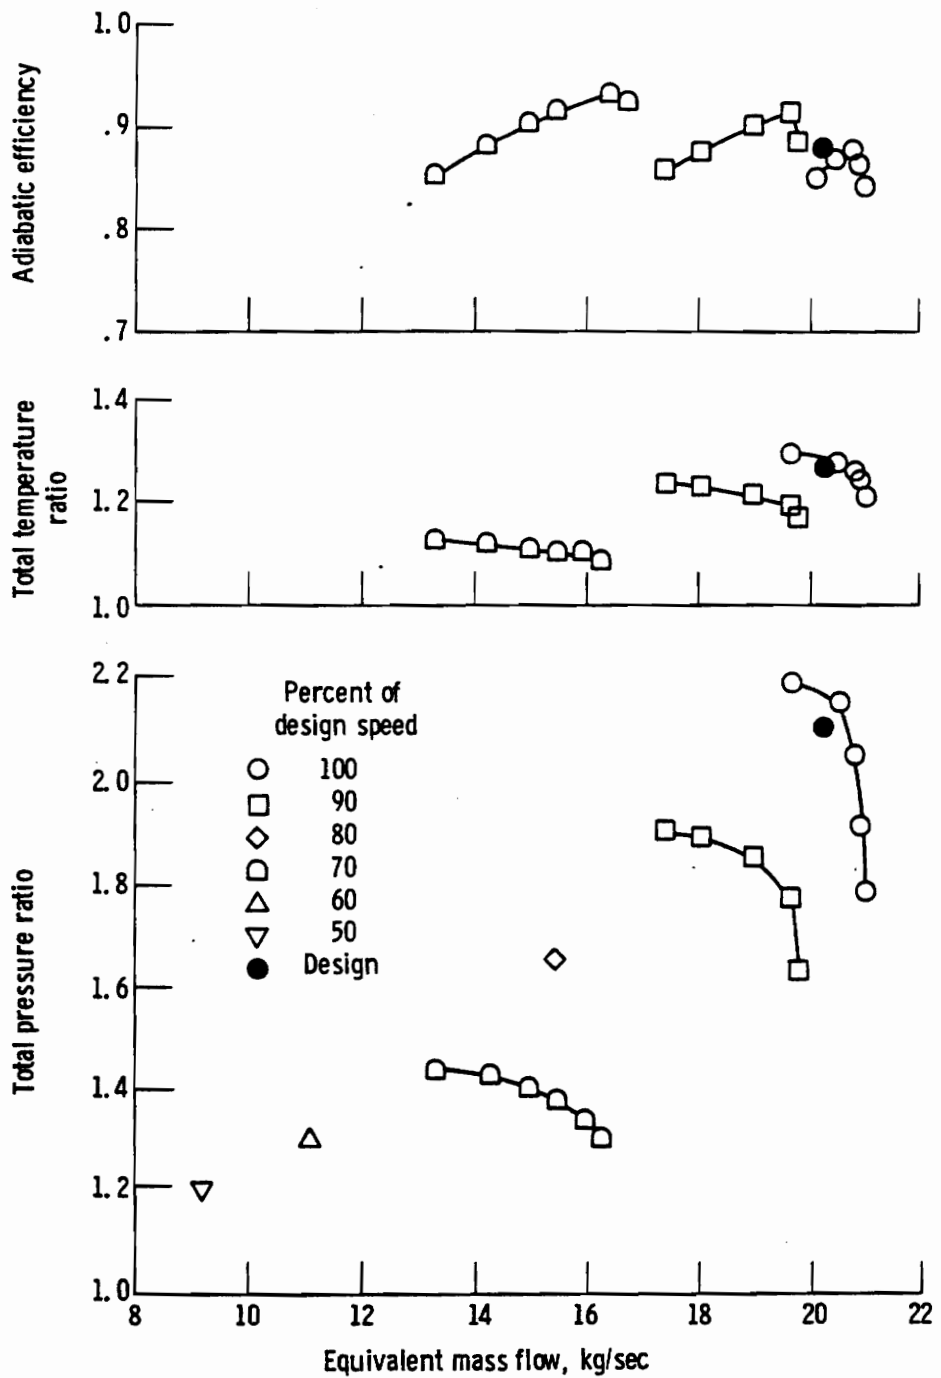 1.0
.9
.8
.7
Adiabatic efficiency
1.4
1.2
1.0
Total temperature
ratio
2.2
2.0
1.8
1.6
1.4
1.2
1.0
Total pressure ratio
Percent of
design speed
100
90
80
70
60
50
Design
8 10 12 14 16 18 20 22
Equivalent mass flow, kg/sec